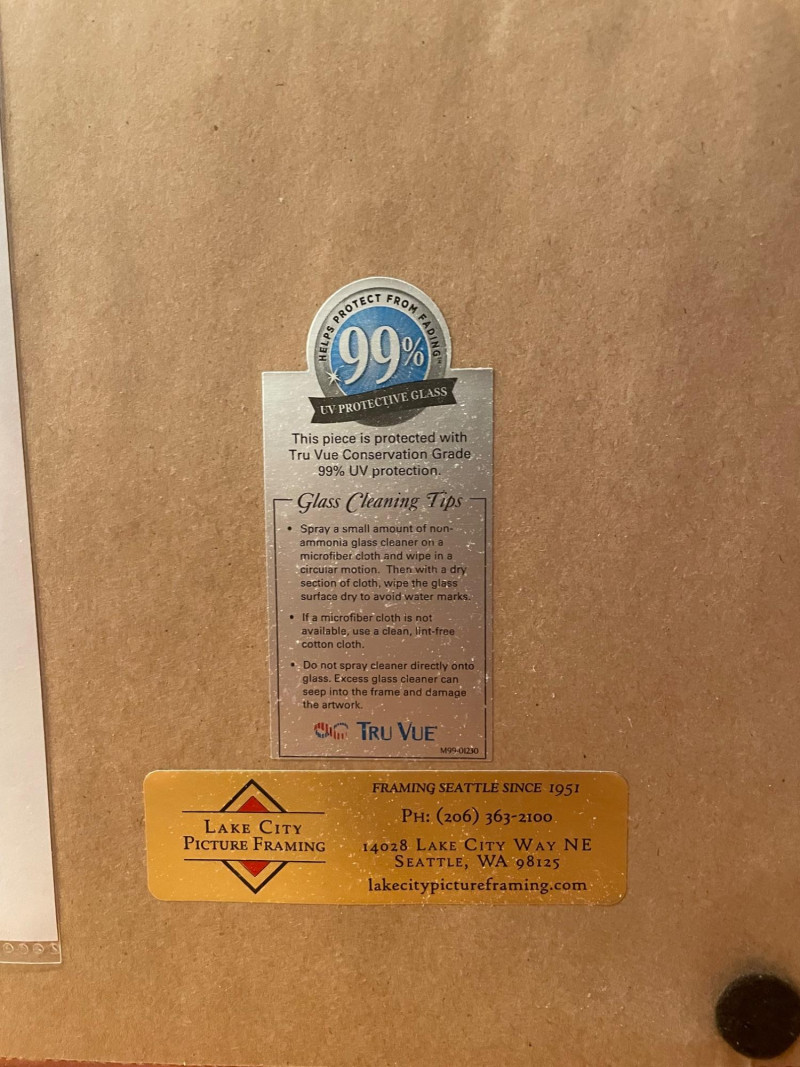 HELPS PROTECT FROM FADING™
99%
UV PROTECTIVE GLASS
This piece is protected with
Tru Vue Conservation Grade
99% UV protection.
Glass Cleaning Tips
• Spray a small amount of non-
ammonia glass cleaner on a
microfiber cloth and wipe in a
circular motion. Then with a dry
section of cloth, wipe the glass
surface dry to avoid water marks.
• If a microfiber cloth is not
available, use a clean, lint-free
cotton cloth.
• Do not spray cleaner directly onto
glass. Excess glass cleaner can
seep into the frame and damage
the artwork.
TRU VUE
M99-01210
LAKE CITY
PICTURE FRAMING
FRAMING SEATTLE SINCE 1951
PH: (206) 363-2100
14028 LAKE CITY WAY NE
SEATTLE, WA 98125
lakecitypictureframing.com